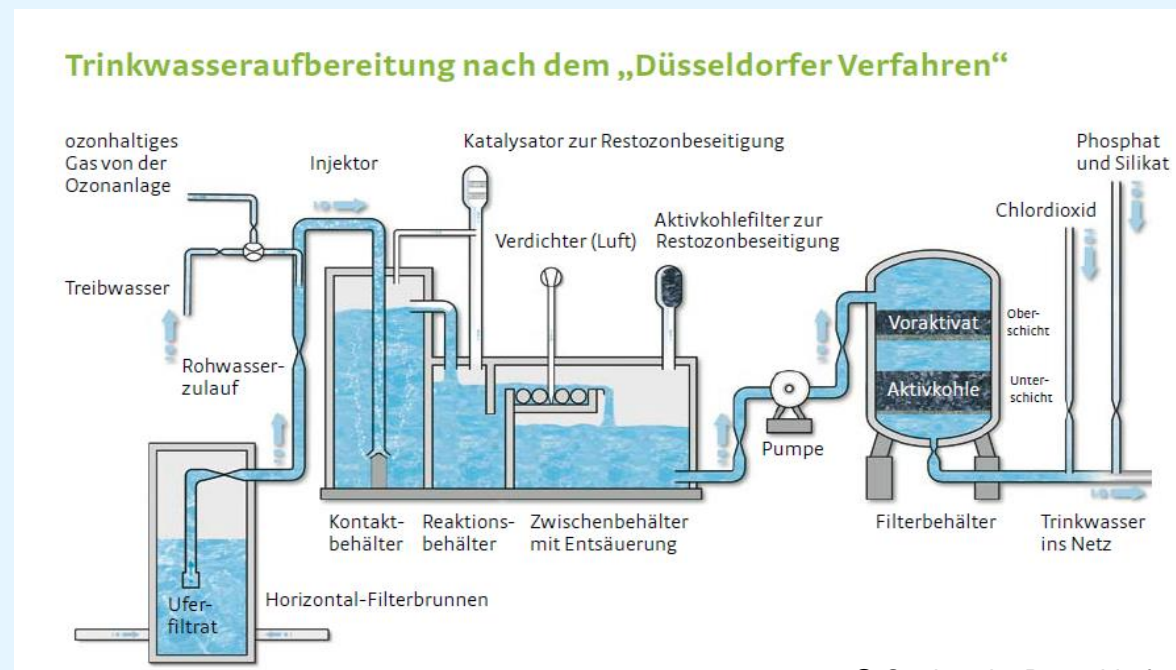 Trinkwasseraufbereitung nach dem „Düsseldorfer Verfahren“
ozonhaltiges
Gas von der
Ozonanlage
Injektor
Katalysator zur Restozonbeseitigung
Phosphat
und Silikat
Verdichter (Luft)
Aktivkohlefilter zur
Restozonbeseitigung
Chlordioxid
Treibwasser
Rohwasser-
zulauf
Voraktivat
Ober-
schicht
Aktivkohle
Unter-
schicht
Pumpe
Kontakt-
behälter
Reaktions-
behälter
Zwischenbehälter
mit Entsäuerung
Filterbehälter
Trinkwasser
ins Netz
Ufer-
filtrat
Horizontal-Filterbrunnen